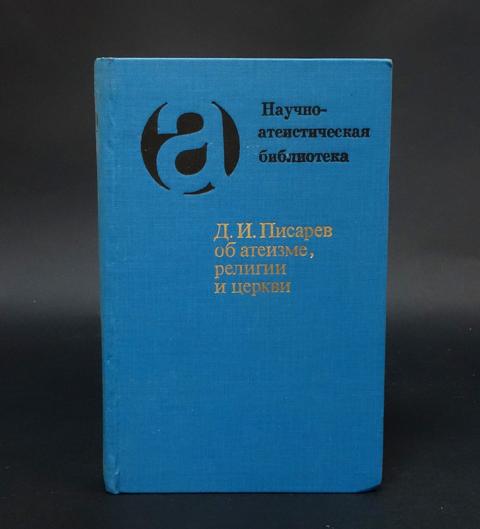 а
Научно-
атеистическая
библиотека
Д. И. Писарев
об атеизме,
религии
и церкви